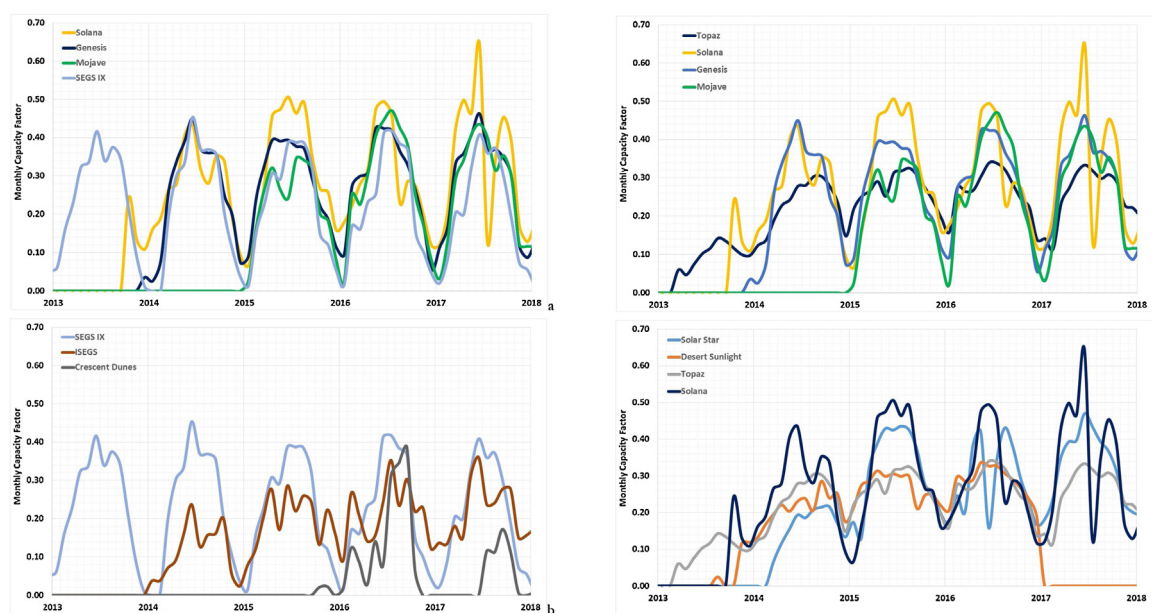 0.70
0.60
0.50
0.40
0.30
0.20
0.10
0.00
Monthly Capacity Factor
Solana
Genesis
Mojave
SEGS IX
2013
2014
2015
2016
2017
2018
a
0.70
0.60
0.50
0.40
0.30
0.20
0.10
0.00
Monthly Capacity Factor
Topaz
Solana
Genesis
Mojave
2013
2014
2015
2016
2017
2018
0.70
0.60
0.50
0.40
0.30
0.20
0.10
0.00
Monthly Capacity Factor
SEGS IX
ISEGS
Crescent Dunes
2013
2014
2015
2016
2017
2018
b
0.70
0.60
0.50
0.40
0.30
0.20
0.10
0.00
Monthly Capacity Factor
Solar Star
Desert Sunlight
Topaz
Solana
2013
2014
2015
2016
2017
2018